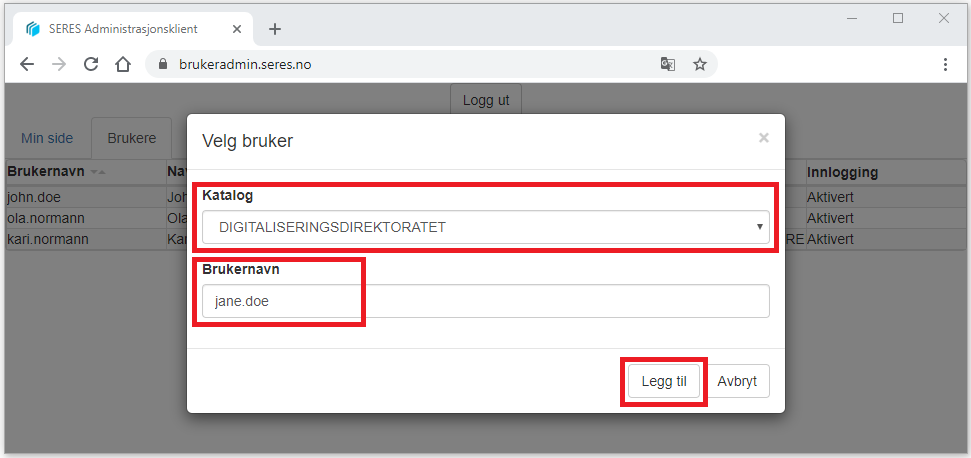 SERES Administrasjonsklient
brukeradmin.seres.no
Logg ut
Min side
Brukere
Velg bruker
Brukernavn
Nav
Innlogging
Katalog
john.doe
Joh
Aktivert
DIGITALISERINGSDIREKTORATET
ola.normann
Ola
Aktivert
kari.normann
Kar
RE
Aktivert
Brukernavn
jane.doe
Legg til
Avbryt